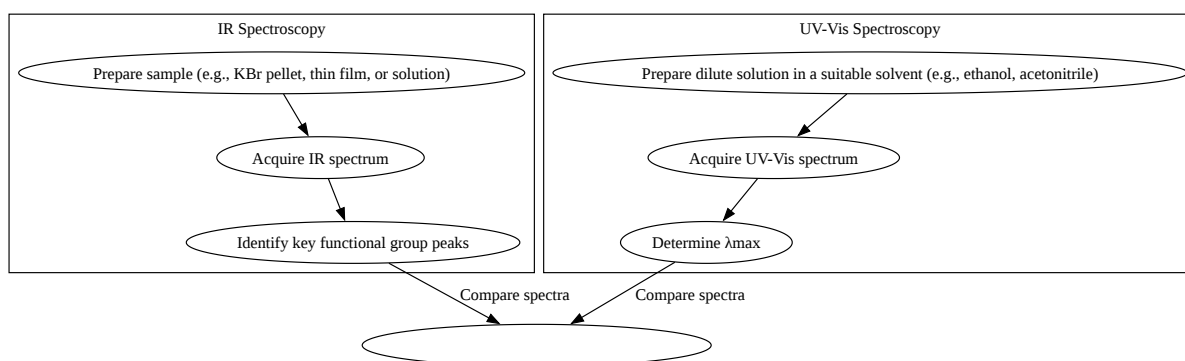 IR Spectroscopy
Prepare sample (e.g., KBr pellet, thin film, or solution)
Acquire IR spectrum
Identify key functional group peaks
UV-Vis Spectroscopy
Prepare dilute solution in a suitable solvent (e.g., ethanol, acetonitrile)
Acquire UV-Vis spectrum
Determine λmax
Compare spectra
Compare spectra